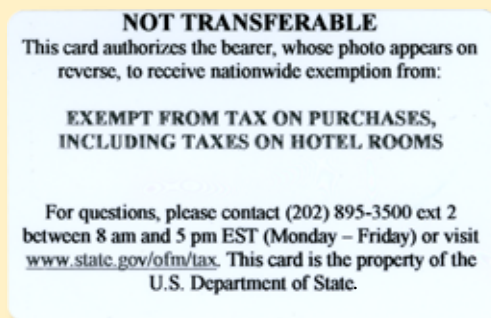 NOT TRANSFERABLE
This card authorizes the bearer, whose photo appears on
reverse, to receive nationwide exemption from:
EXEMPT FROM TAX ON PURCHASES,
INCLUDING TAXES ON HOTEL ROOMS
For questions, please contact (202) 895-3500 ext 2
between 8 am and 5 pm EST (Monday – Friday) or visit
www.state.gov/ofm/tax. This card is the property of the
U.S. Department of State.